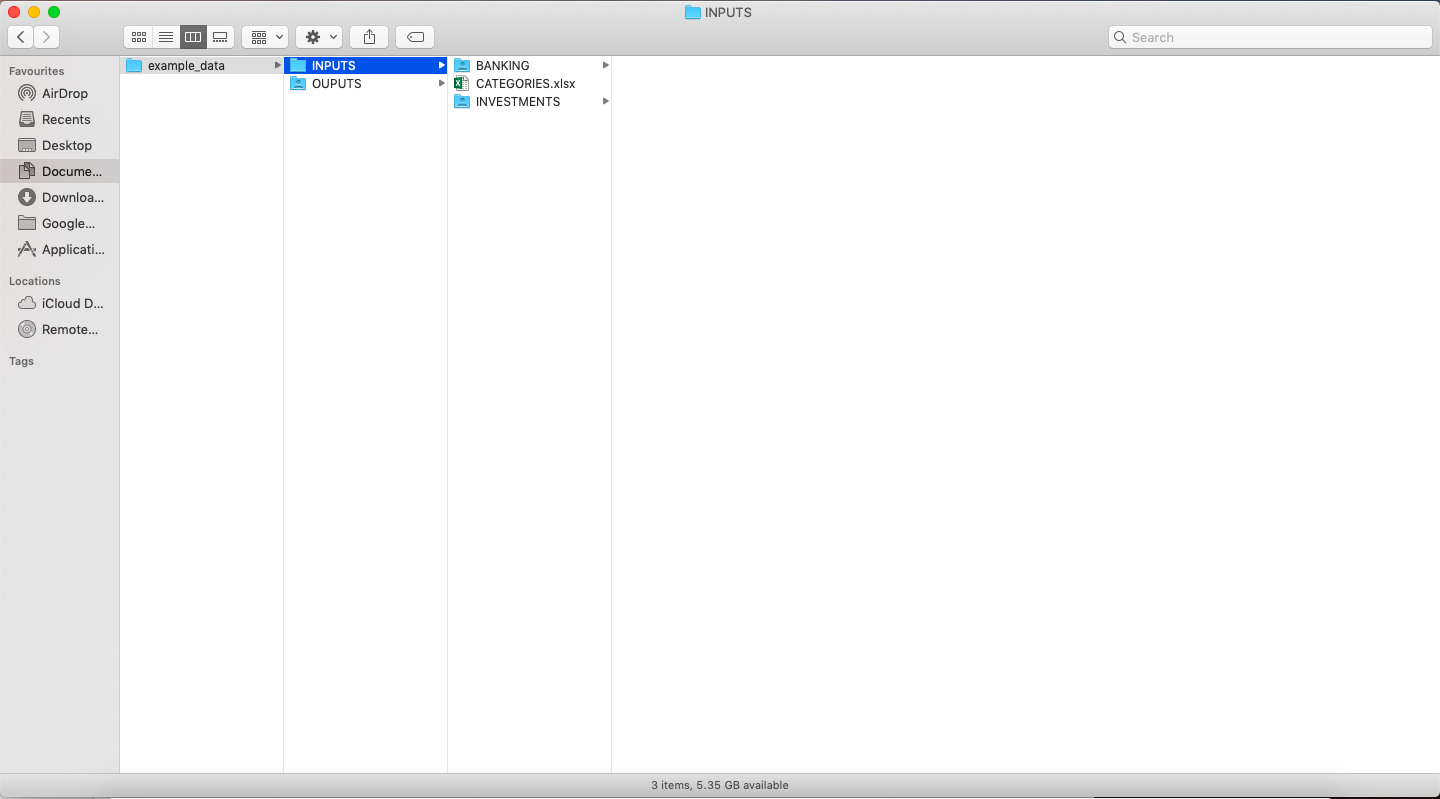 INPUTS
Search
Favourites
AirDrop
Recents
Desktop
Docume...
Downloa...
Google...
Applicati...
Locations
iCloud D...
Remote...
Tags
example_data
INPUTS
OUPUTS
BANKING
CATEGORIES.xlsx
INVESTMENTS
3 items, 5.35 GB available